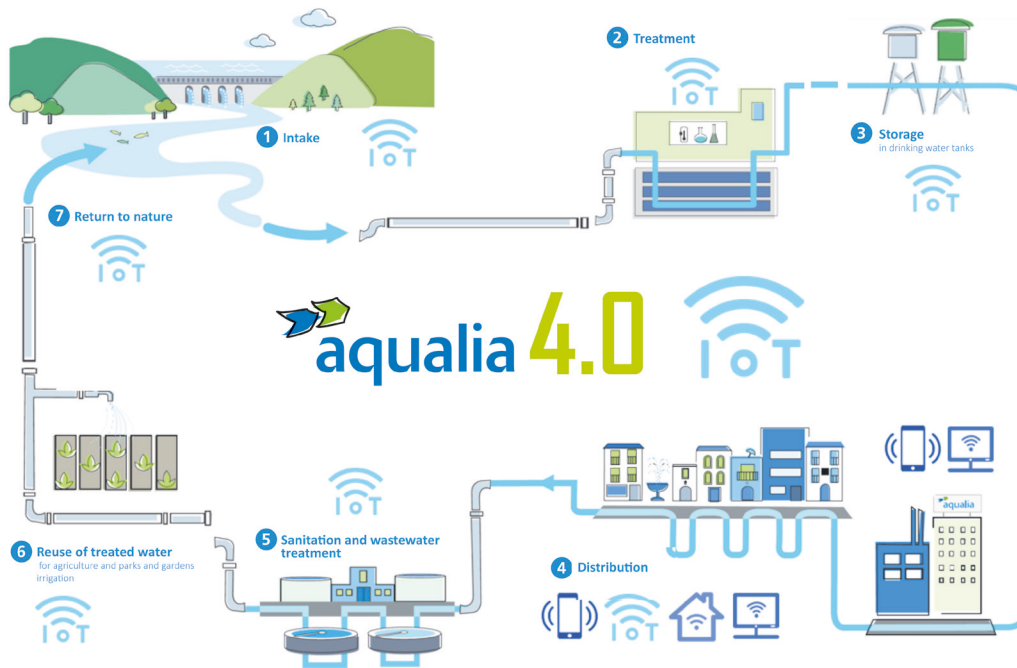 1 Intake
IoT
2 Treatment
IoT
3 Storage
in drinking water tanks
IoT
7 Return to nature
IoT
aqualia 4.0
IoT
aqualia
4 Distribution
IoT
5 Sanitation and wastewater
treatment
IoT
6 Reuse of treated water
for agriculture and parks and gardens
irrigation
IoT